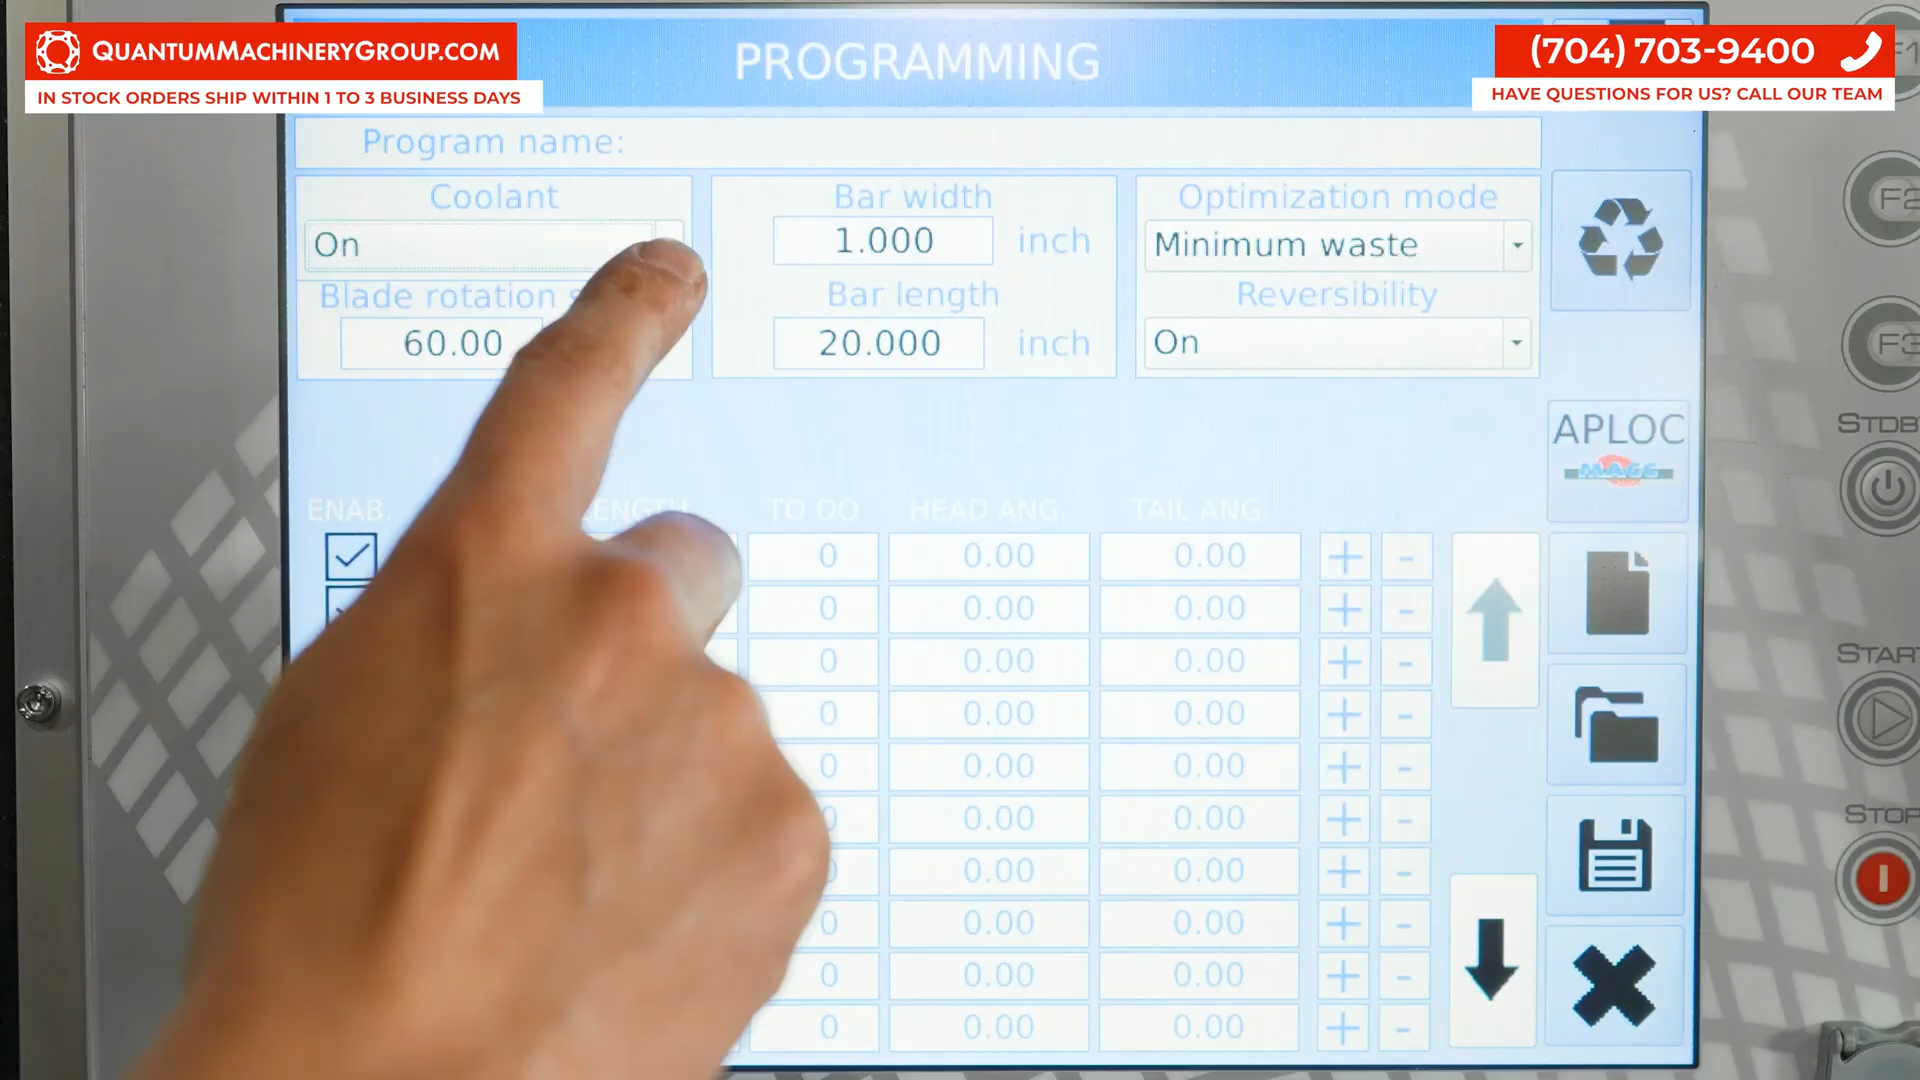 QUANTUMMACHINERYGROUP.COM
IN STOCK ORDERS SHIP WITHIN 1 TO 3 BUSINESS DAYS
PROGRAMMING
(704) 703-9400
HAVE QUESTIONS FOR US? CALL OUR TEAM
Program name:
Coolant
On
Blade rotation
60.00
Bar width
1.000 inch
Bar length
20.000 inch
Optimization mode
Minimum waste
Reversibility
On
F2
F3
APLOC
STDB
START
STOP
ENAB. LENGTH TO DO HEAD ANG. TAIL ANG.
0 0.00 0.00 + -
0 0.00 0.00 + -
0 0.00 0.00 + -
0 0.00 0.00 + -
0 0.00 0.00 + -
0 0.00 0.00 + -
0 0.00 0.00 + -
0 0.00 0.00 + -
0 0.00 0.00 + -
0 0.00 0.00 + -